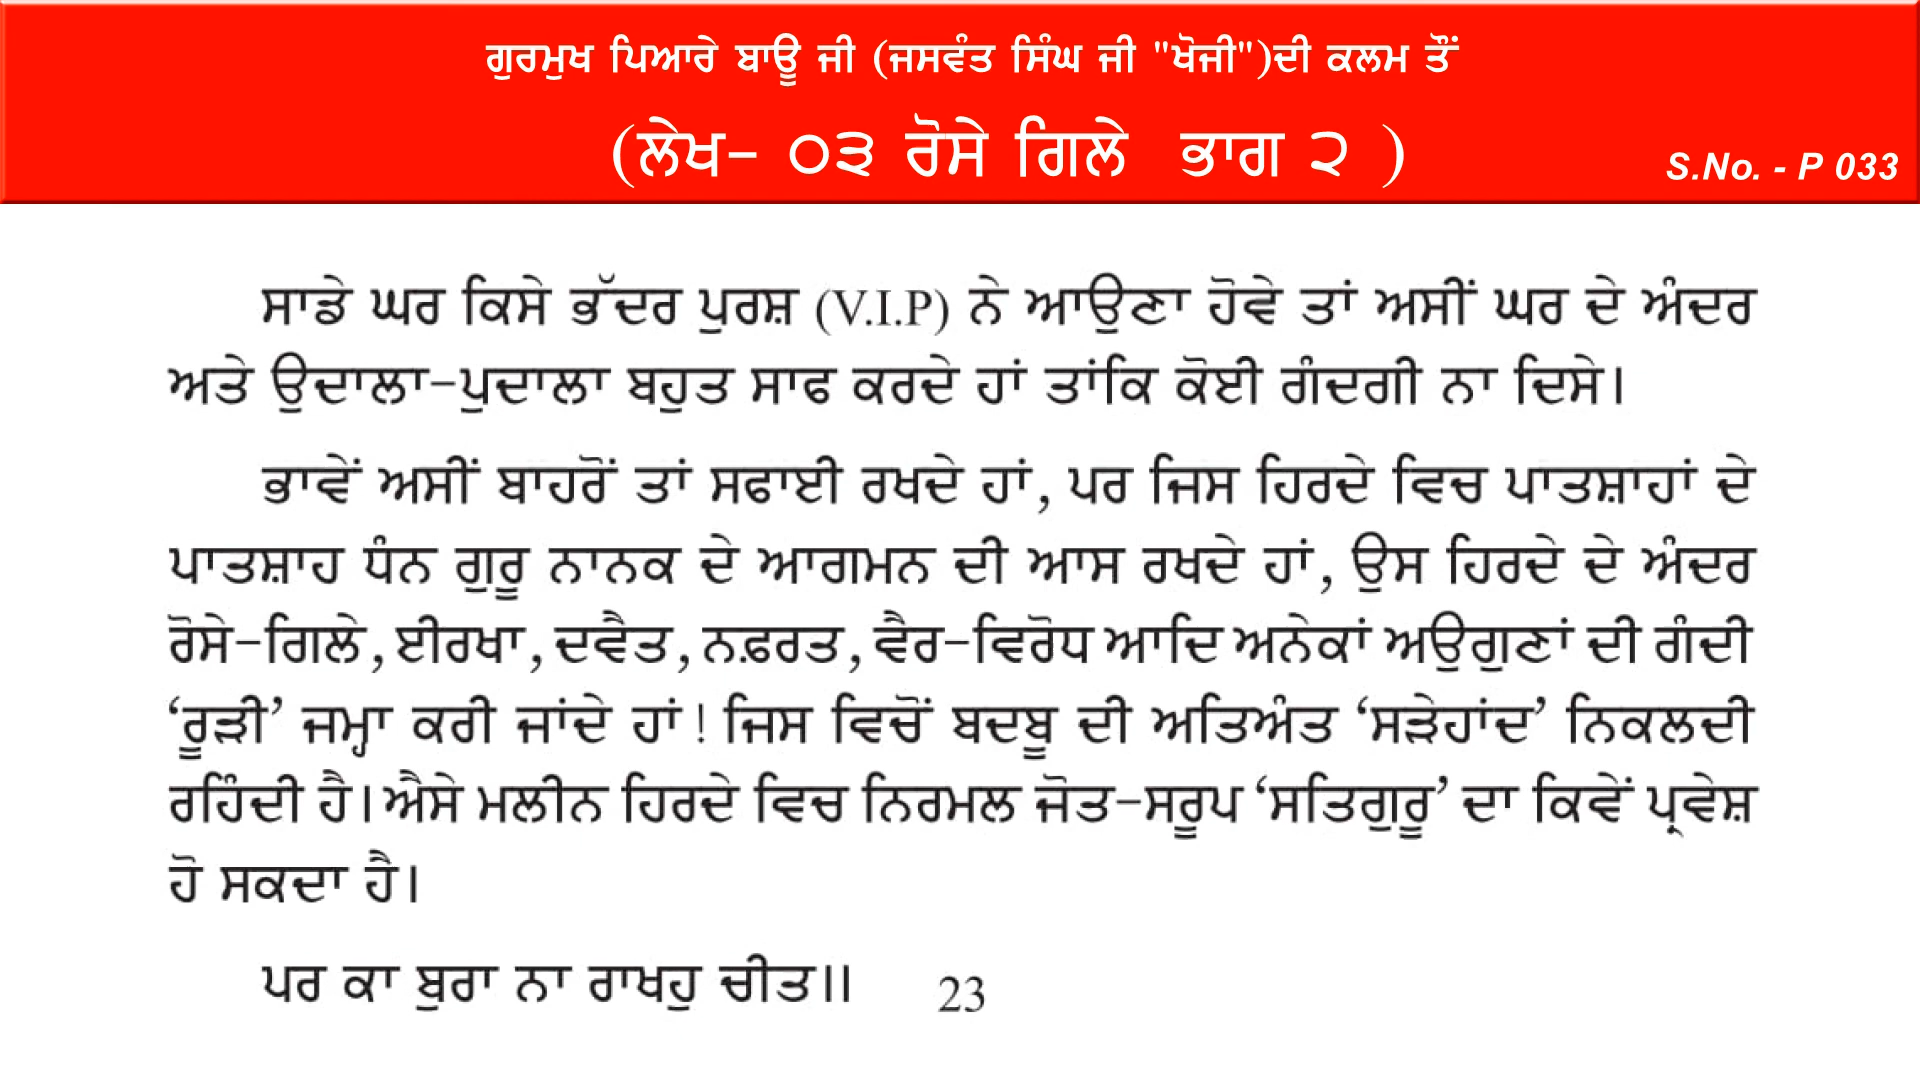 ਗੁਰਮੁਖ ਪਿਆਰੇ ਬਾਊ ਜੀ (ਜਸਵੰਤ ਸਿੰਘ ਜੀ "ਖੋਜੀ")ਦੀ ਕਲਮ ਤੋਂ
(ਲੇਖ- ੦੩ ਰੋਸੇ ਗਿਲੇ ਭਾਗ ੨ )
S.No. - P 033
ਸਾਡੇ ਘਰ ਕਿਸੇ ਭੱਦਰ ਪੁਰਸ਼ (V.I.P) ਨੇ ਆਉਣਾ ਹੋਵੇ ਤਾਂ ਅਸੀਂ ਘਰ ਦੇ ਅੰਦਰ
ਅਤੇ ਉਦਾਲਾ-ਪੁਦਾਲਾ ਬਹੁਤ ਸਾਫ ਕਰਦੇ ਹਾਂ ਤਾਂਕਿ ਕੋਈ ਗੰਦਗੀ ਨਾ ਦਿਸੇ।
ਭਾਵੇਂ ਅਸੀਂ ਬਾਹਰੋਂ ਤਾਂ ਸਫਾਈ ਰਖਦੇ ਹਾਂ, ਪਰ ਜਿਸ ਹਿਰਦੇ ਵਿਚ ਪਾਤਸ਼ਾਹਾਂ ਦੇ
ਪਾਤਸ਼ਾਹ ਧੰਨ ਗੁਰੂ ਨਾਨਕ ਦੇ ਆਗਮਨ ਦੀ ਆਸ ਰਖਦੇ ਹਾਂ, ਉਸ ਹਿਰਦੇ ਦੇ ਅੰਦਰ
ਰੋਸੇ-ਗਿਲੇ, ਈਰਖਾ, ਦਵੈਤ, ਨਫ਼ਰਤ, ਵੈਰ-ਵਿਰੋਧ ਆਦਿ ਅਨੇਕਾਂ ਅਉਗੁਣਾਂ ਦੀ ਗੰਦੀ
‘ਰੂੜੀ’ ਜਮ੍ਹਾ ਕਰੀ ਜਾਂਦੇ ਹਾਂ! ਜਿਸ ਵਿਚੋਂ ਬਦਬੂ ਦੀ ਅਤਿਅੰਤ ‘ਸੜੇਹਾਂਦ’ ਨਿਕਲਦੀ
ਰਹਿੰਦੀ ਹੈ। ਐਸੇ ਮਲੀਨ ਹਿਰਦੇ ਵਿਚ ਨਿਰਮਲ ਜੋਤ-ਸਰੂਪ ‘ਸਤਿਗੁਰੂ’ ਦਾ ਕਿਵੇਂ ਪ੍ਰਵੇਸ਼
ਹੋ ਸਕਦਾ ਹੈ।
ਪਰ ਕਾ ਬੁਰਾ ਨਾ ਰਾਖਹੁ ਚੀਤ॥ 23